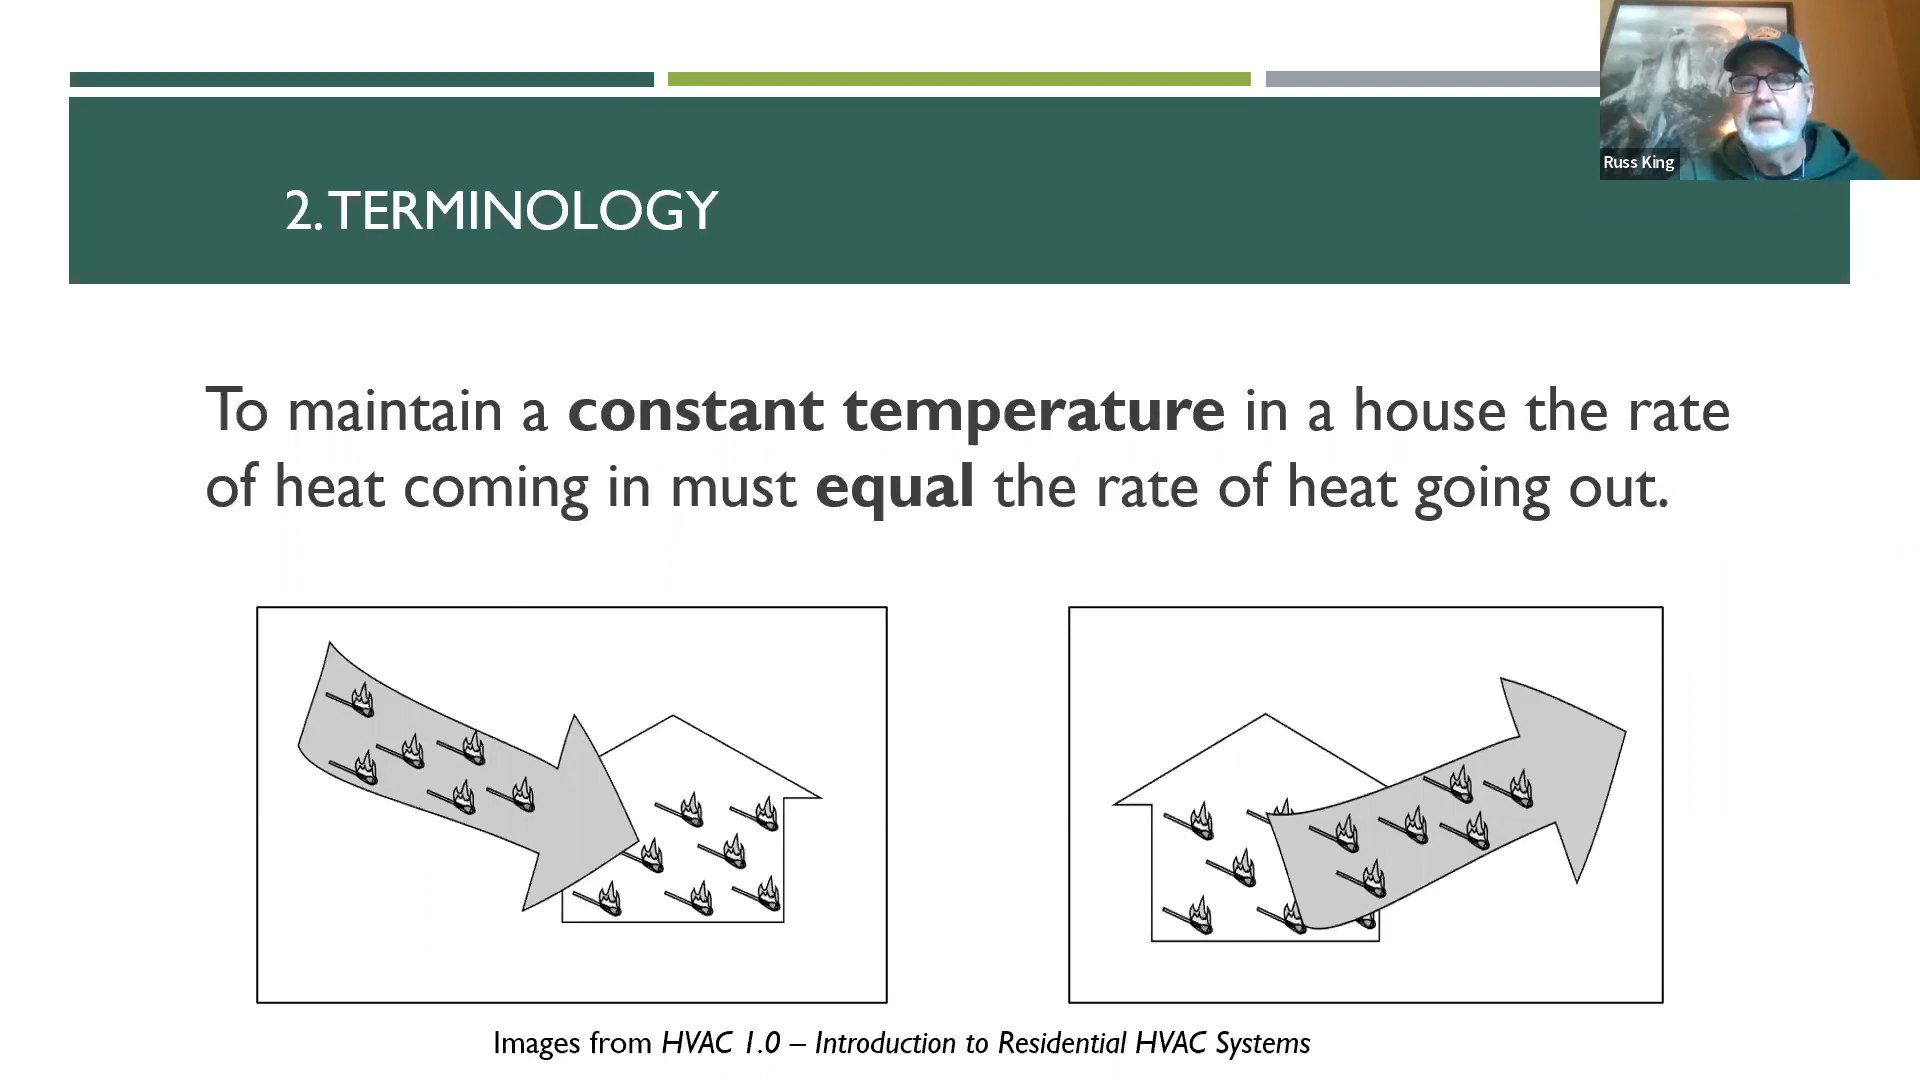 Russ King
2. TERMINOLOGY
To maintain a constant temperature in a house the rate
of heat coming in must equal the rate of heat going out.
Images from HVAC 1.0 – Introduction to Residential HVAC Systems